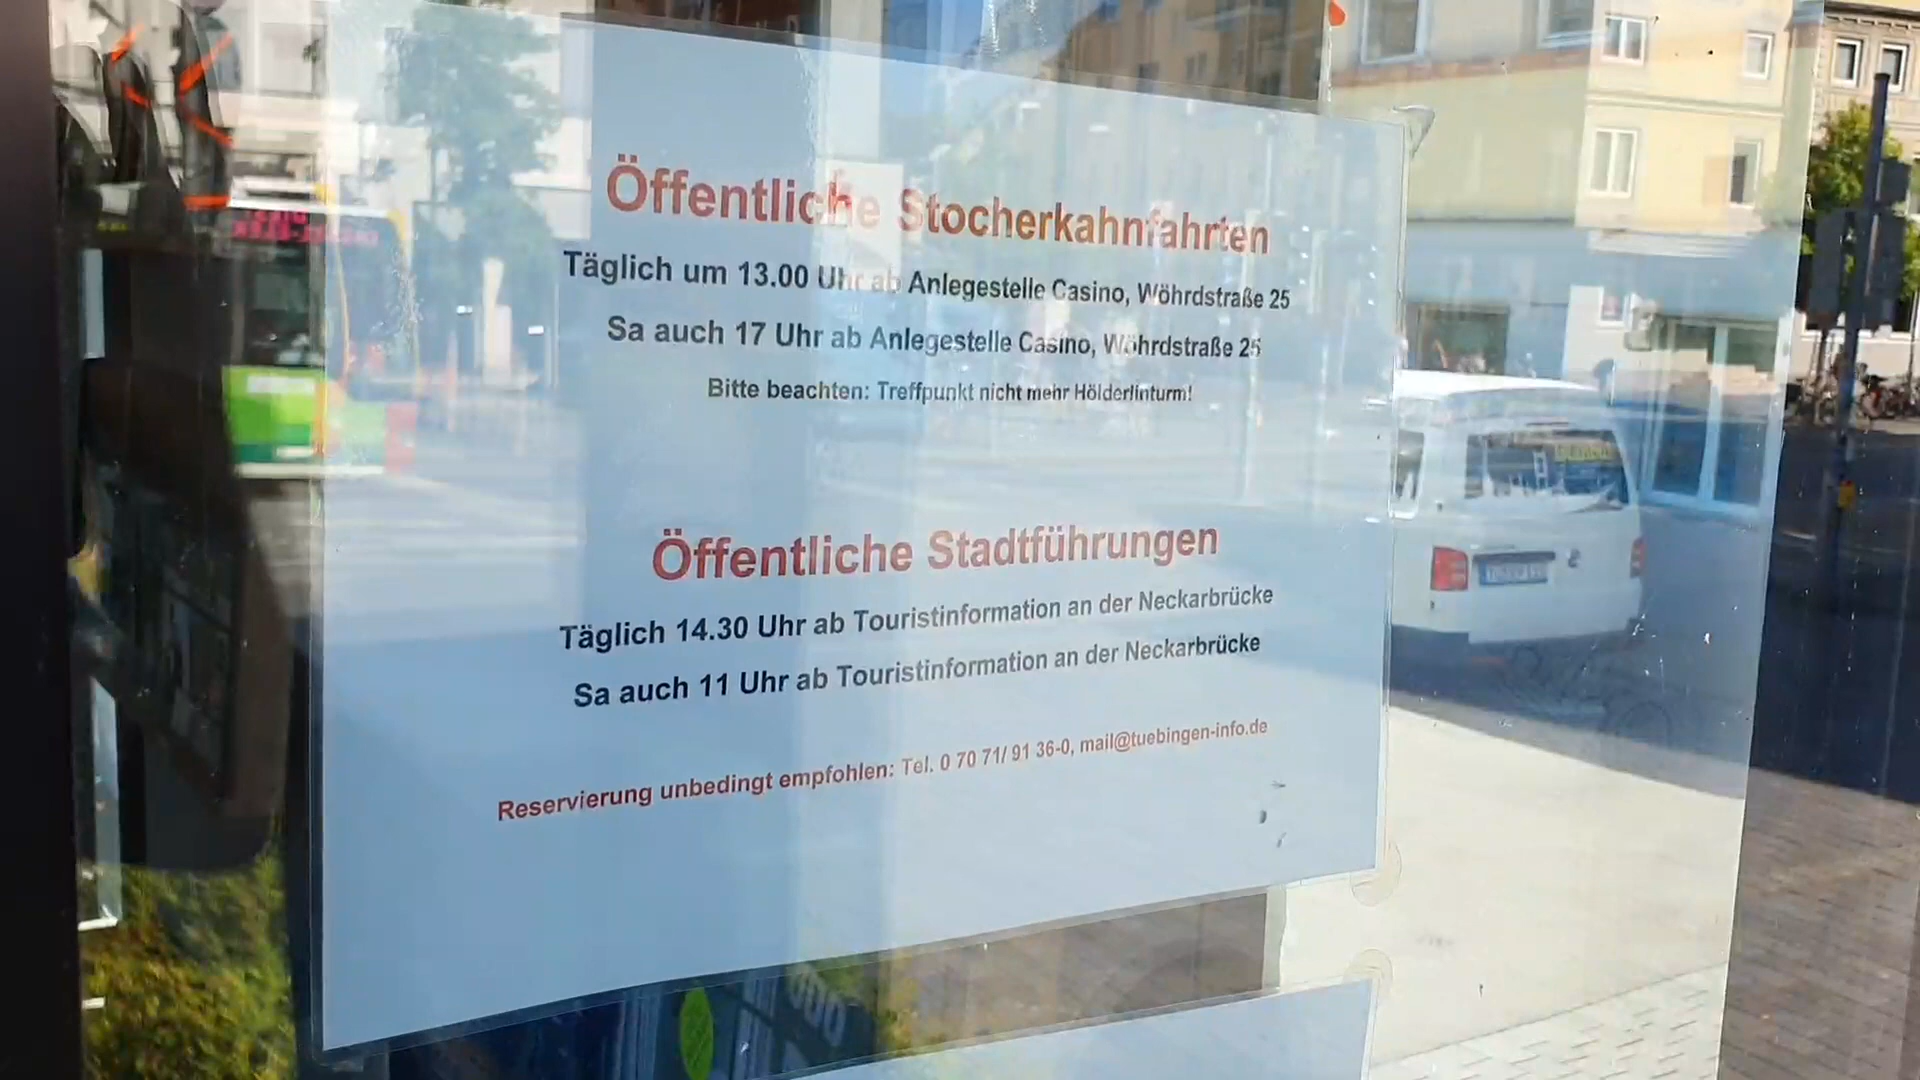 Öffentliche Stocherkahnfahrten
Täglich um 13.00 Uhr ab Anlegestelle Casino, Wöhrdstraße 25
Sa auch 17 Uhr ab Anlegestelle Casino, Wöhrdstraße 25
Bitte beachten: Treffpunkt nicht mehr Hölderlinturm!
Öffentliche Stadtführungen
Täglich 14.30 Uhr ab Touristinformation an der Neckarbrücke
Sa auch 11 Uhr ab Touristinformation an der Neckarbrücke
Reservierung unbedingt empfohlen: Tel. 0 70 71/ 91 36-0, mail@tuebingen-info.de